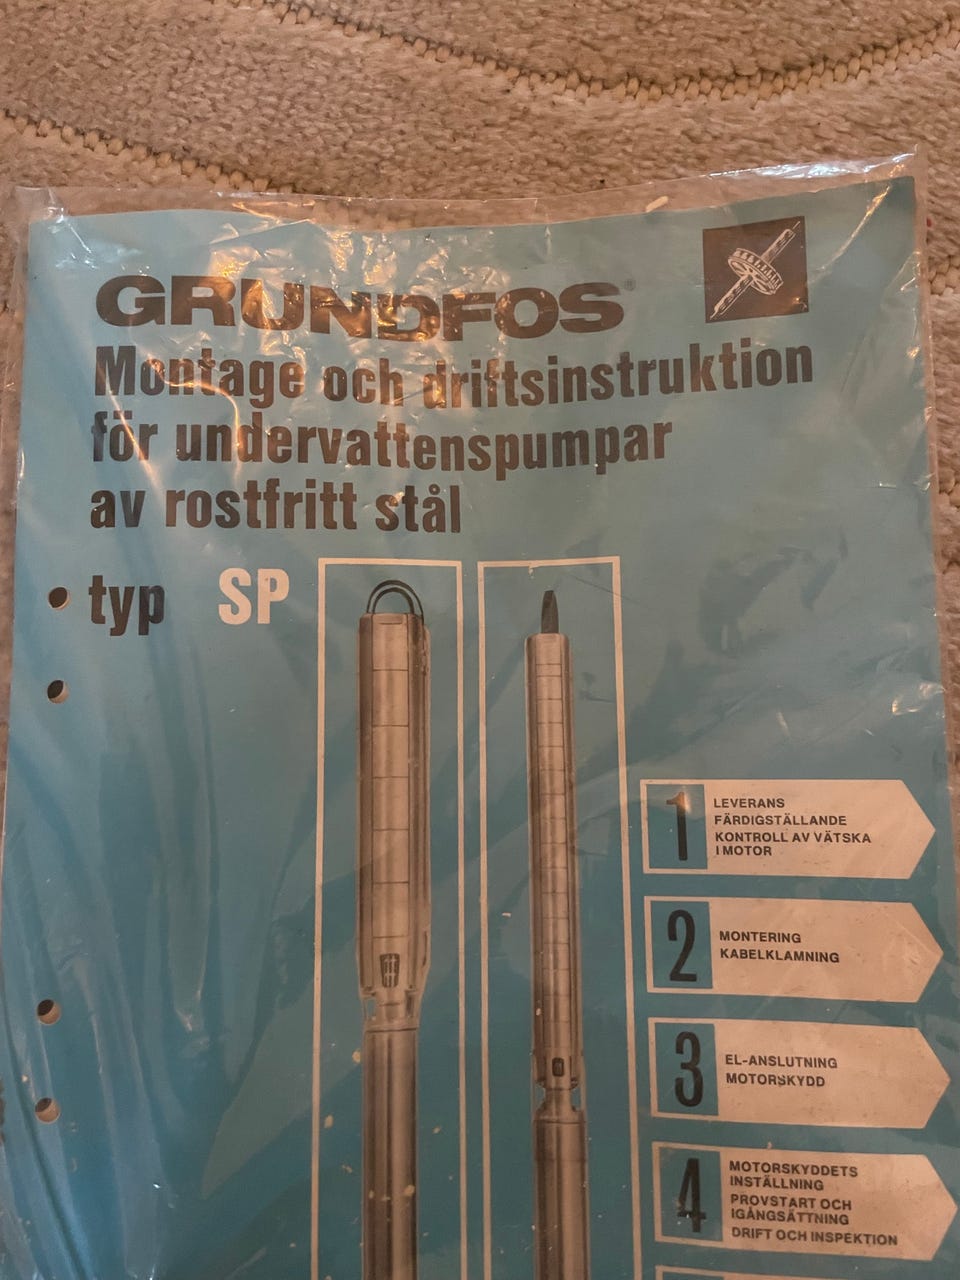 GRUNDFOS®
Montage och driftsinstruktion
för undervattenspumpar
av rostfritt stål
typ SP
1
LEVERANS
FÄRDIGSTÄLLANDE
KONTROLL AV VÄTSKA
I MOTOR
2
MONTERING
KABELKLAMNING
3
EL-ANSLUTNING
MOTORSKYDD
4
MOTORSKYDDETS
INSTÄLLNING
PROVSTART OCH
IGÅNGSÄTTNING
DRIFT OCH INSPEKTION